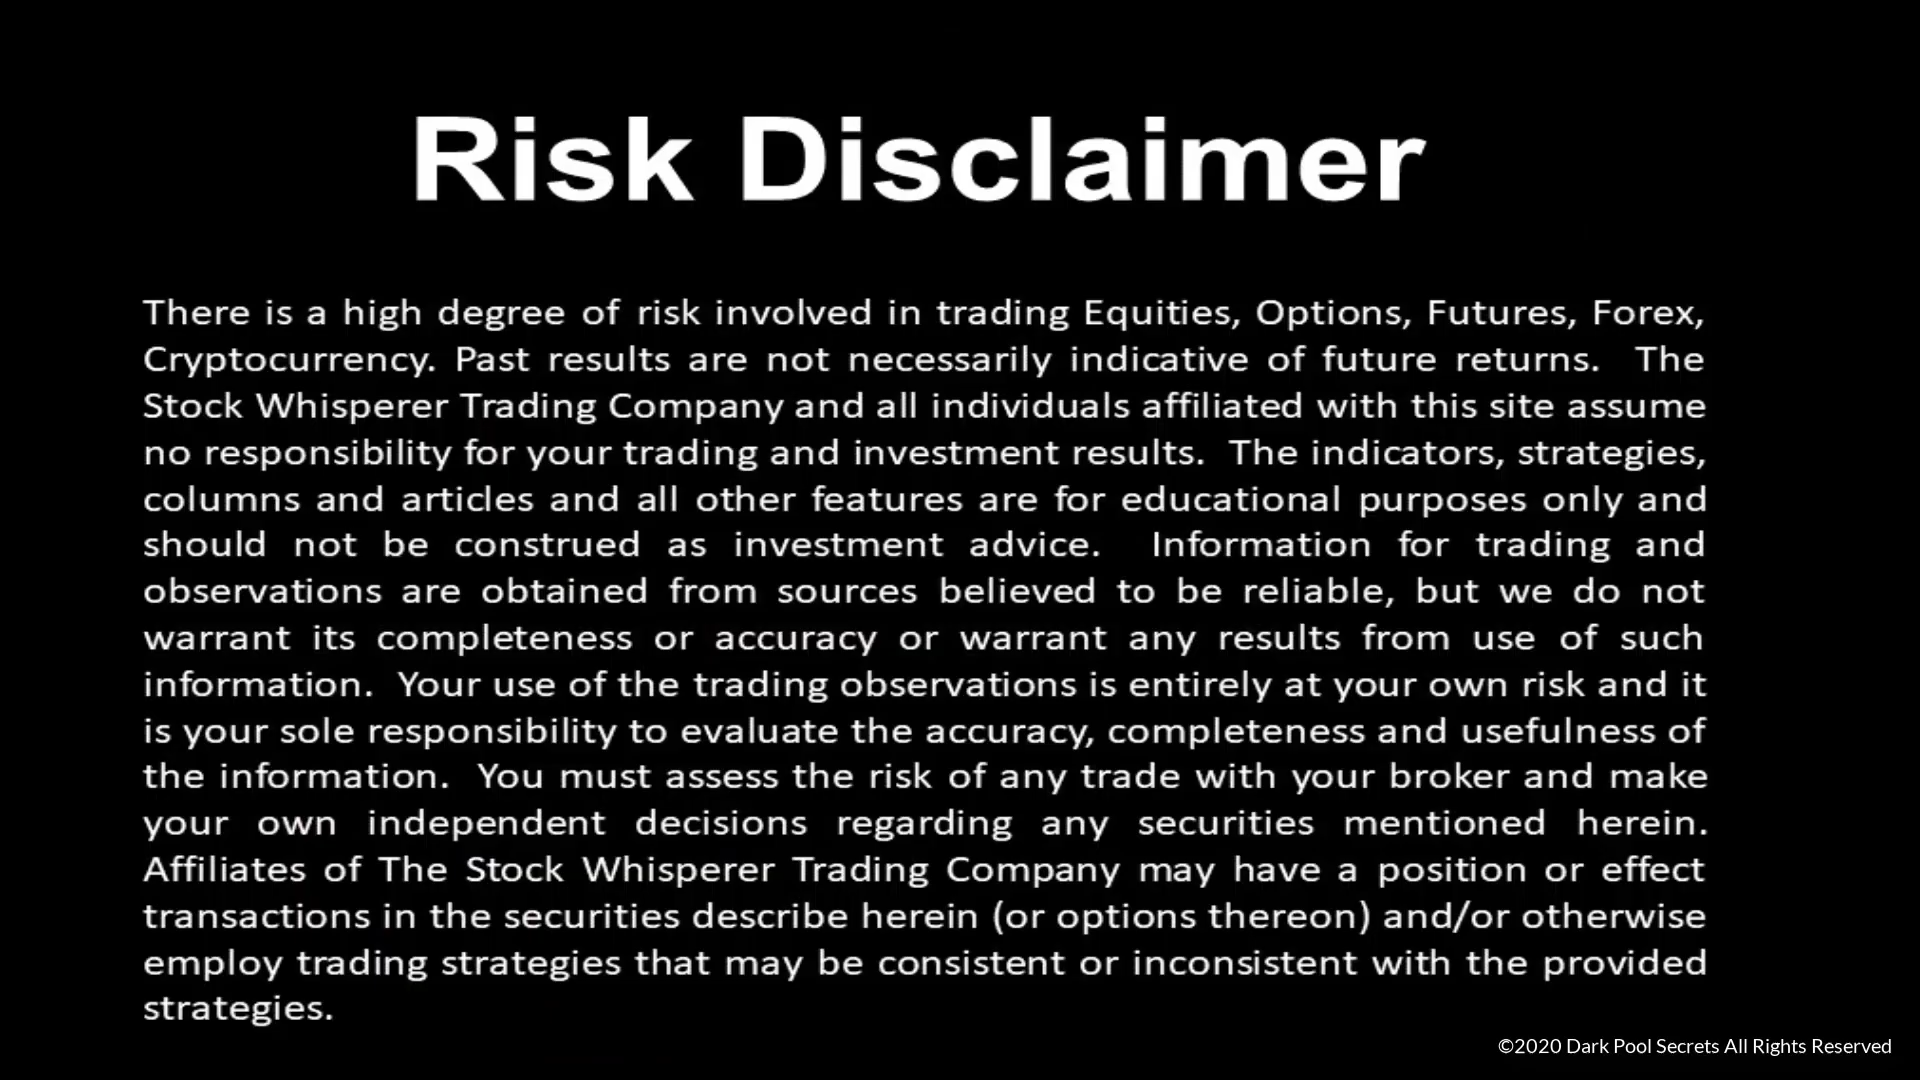 Risk Disclaimer
There is a high degree of risk involved in trading Equities, Options, Futures, Forex,
Cryptocurrency. Past results are not necessarily indicative of future returns. The
Stock Whisperer Trading Company and all individuals affiliated with this site assume
no responsibility for your trading and investment results. The indicators, strategies,
columns and articles and all other features are for educational purposes only and
should not be construed as investment advice. Information for trading and
observations are obtained from sources believed to be reliable, but we do not
warrant its completeness or accuracy or warrant any results from use of such
information. Your use of the trading observations is entirely at your own risk and it
is your sole responsibility to evaluate the accuracy, completeness and usefulness of
the information. You must assess the risk of any trade with your broker and make
your own independent decisions regarding any securities mentioned herein.
Affiliates of The Stock Whisperer Trading Company may have a position or effect
transactions in the securities describe herein (or options thereon) and/or otherwise
employ trading strategies that may be consistent or inconsistent with the provided
strategies.
©2020 Dark Pool Secrets All Rights Reserved